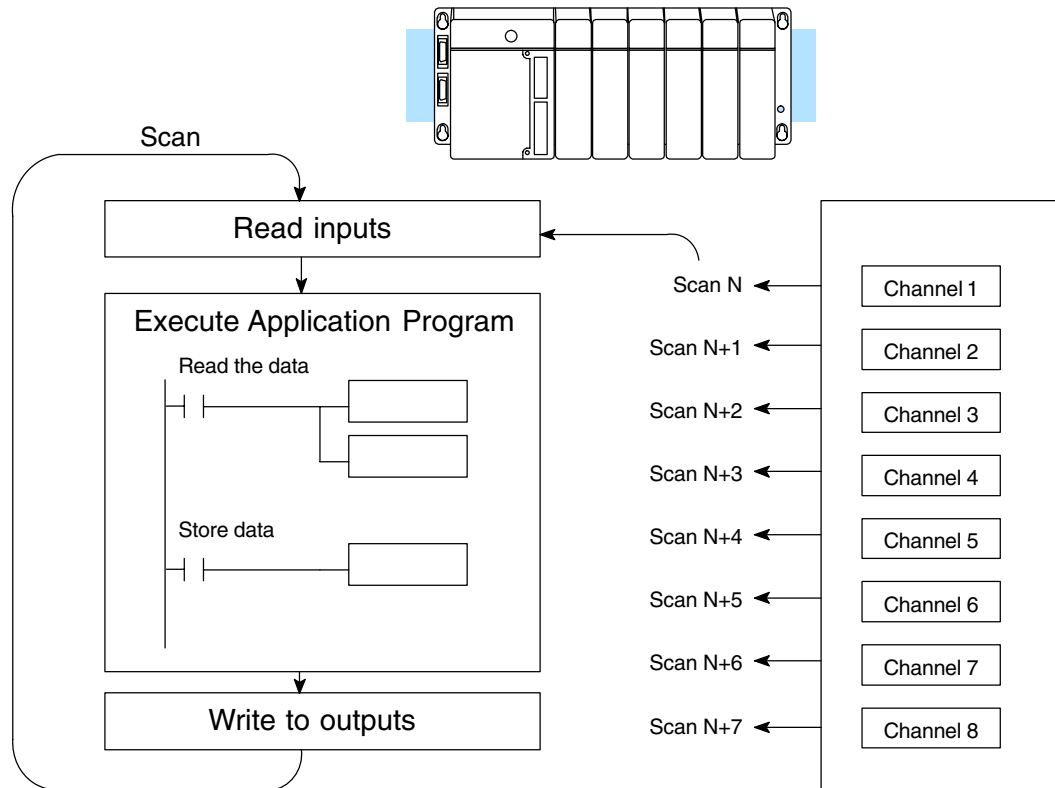 Scan
Read inputs
Execute Application Program
Read the data
Store data
Write to outputs
Scan N
Channel 1
Scan N+1
Channel 2
Scan N+2
Channel 3
Scan N+3
Channel 4
Scan N+4
Channel 5
Scan N+5
Channel 6
Scan N+6
Channel 7
Scan N+7
Channel 8